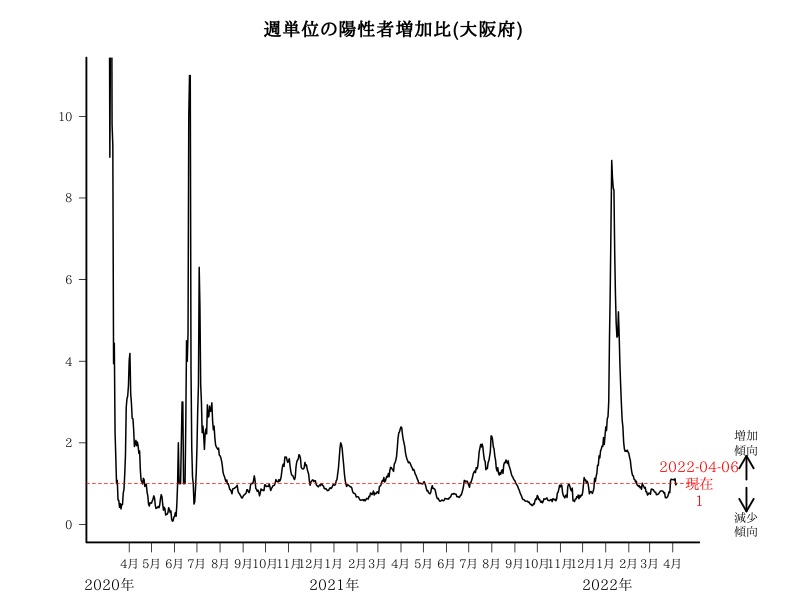 週単位の陽性者増加比(大阪府)
10
8
6
4
2
0
増加
傾向
2022-04-06
現在
1
減少
傾向
4月 5月 6月 7月 8月 9月 10月 11月 12月 1月 2月 3月 4月 5月 6月 7月 8月 9月 10月 11月 12月 1月 2月 3月 4月
2020年 2021年 2022年